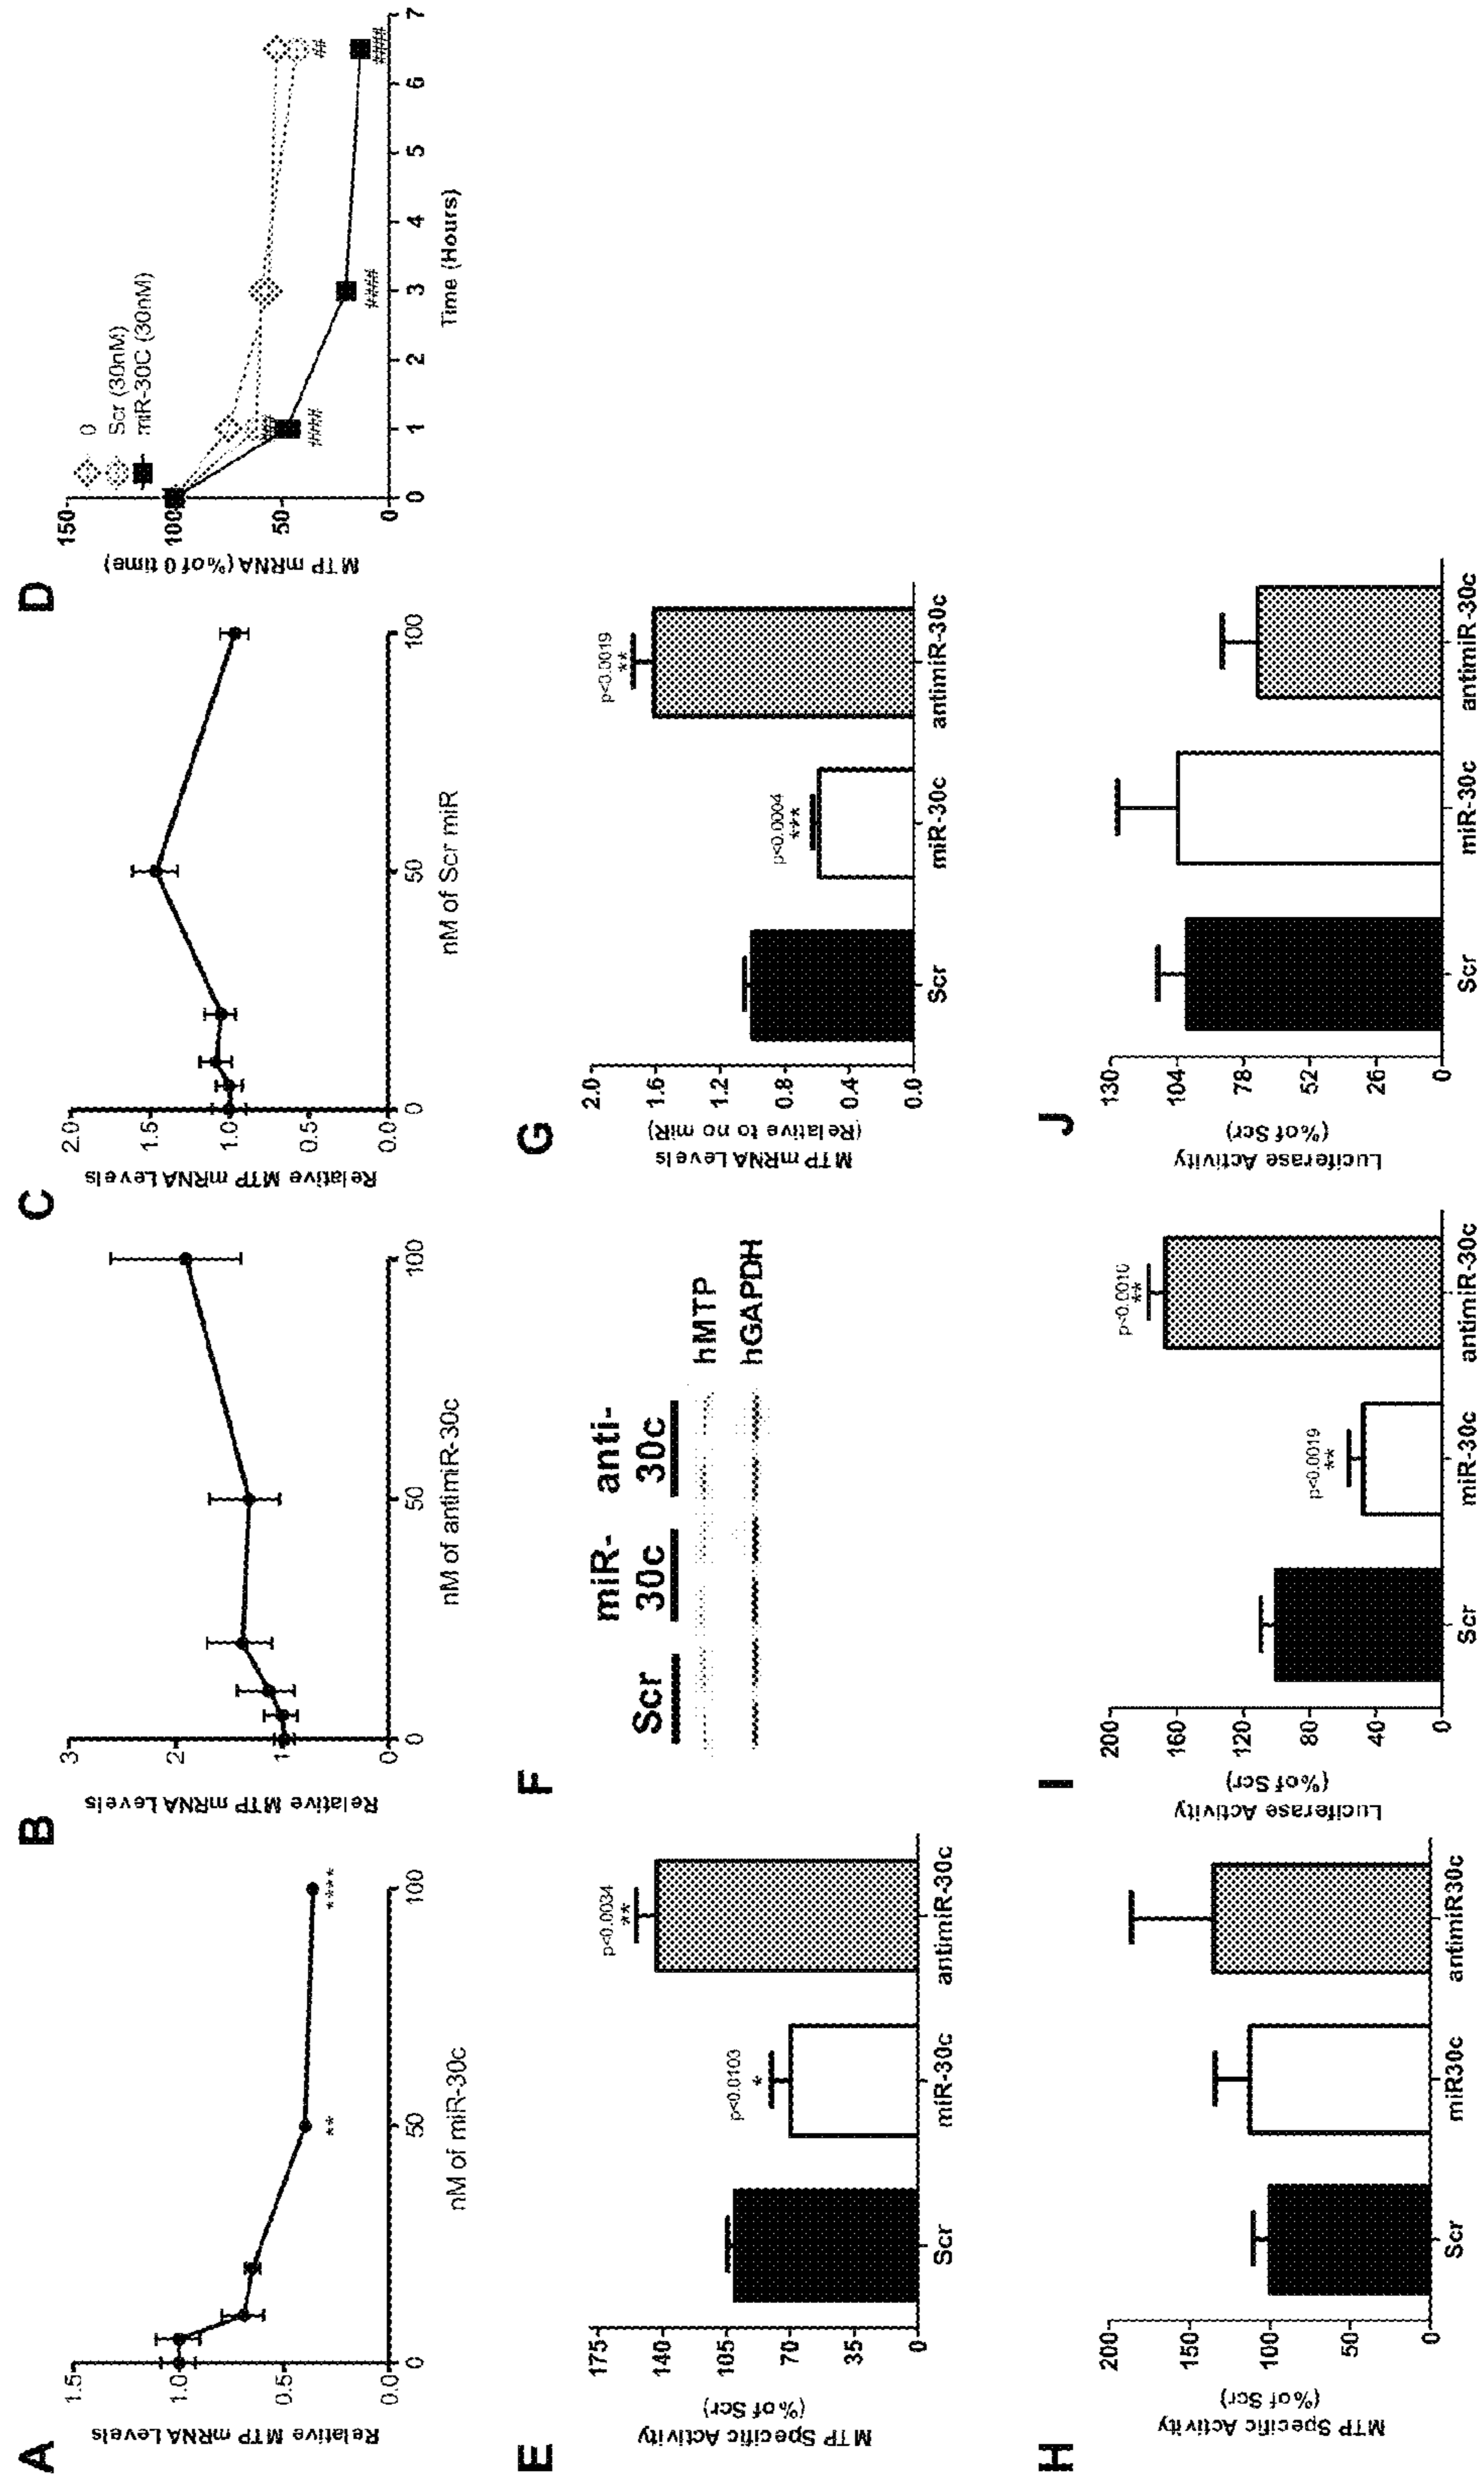 A
Relative MTP mRNA Levels
1.5
1.0
0.5
0.0
0
50
100
**
****
nM of miR-30c
B
Relative MTP mRNA Levels
3
2
1
0
0
50
100
nM of antimiR-30c
C
Relative MTP mRNA Levels
2.0
1.5
1.0
0.5
0.0
0
50
100
nM of Scr miR
D
MTP mRNA (% of 0 time)
150
100
50
0
0
Scr (30nM)
miR-30C (30nM)
##
###
####
##
####
0 1 2 3 4 5 6 7
Time (Hours)
E
MTP Specific Activity
(% of Scr)
175
140
105
70
35
0
p<0.0103
*
p<0.0034
**
Scr
miR-30c
antimiR-30c
F
Scr
miR-
30c
anti-
30c
hMTP
hGAPDH
G
MTP mRNA Levels
(Relative to no miR)
2.0
1.6
1.2
0.8
0.4
0.0
p<0.0004
***
p<0.0019
**
Scr
miR-30c
antimiR-30c
H
MTP Specific Activity
(% of Scr)
200
150
100
50
0
Scr
miR30c
antimiR30c
I
Luciferase Activity
(% of Scr)
200
160
120
80
40
0
p<0.0019
**
p<0.0010
**
Scr
miR-30c
antimiR-30c
J
Luciferase Activity
(% of Scr)
130
104
78
52
26
0
Scr
miR-30c
antimiR-30c